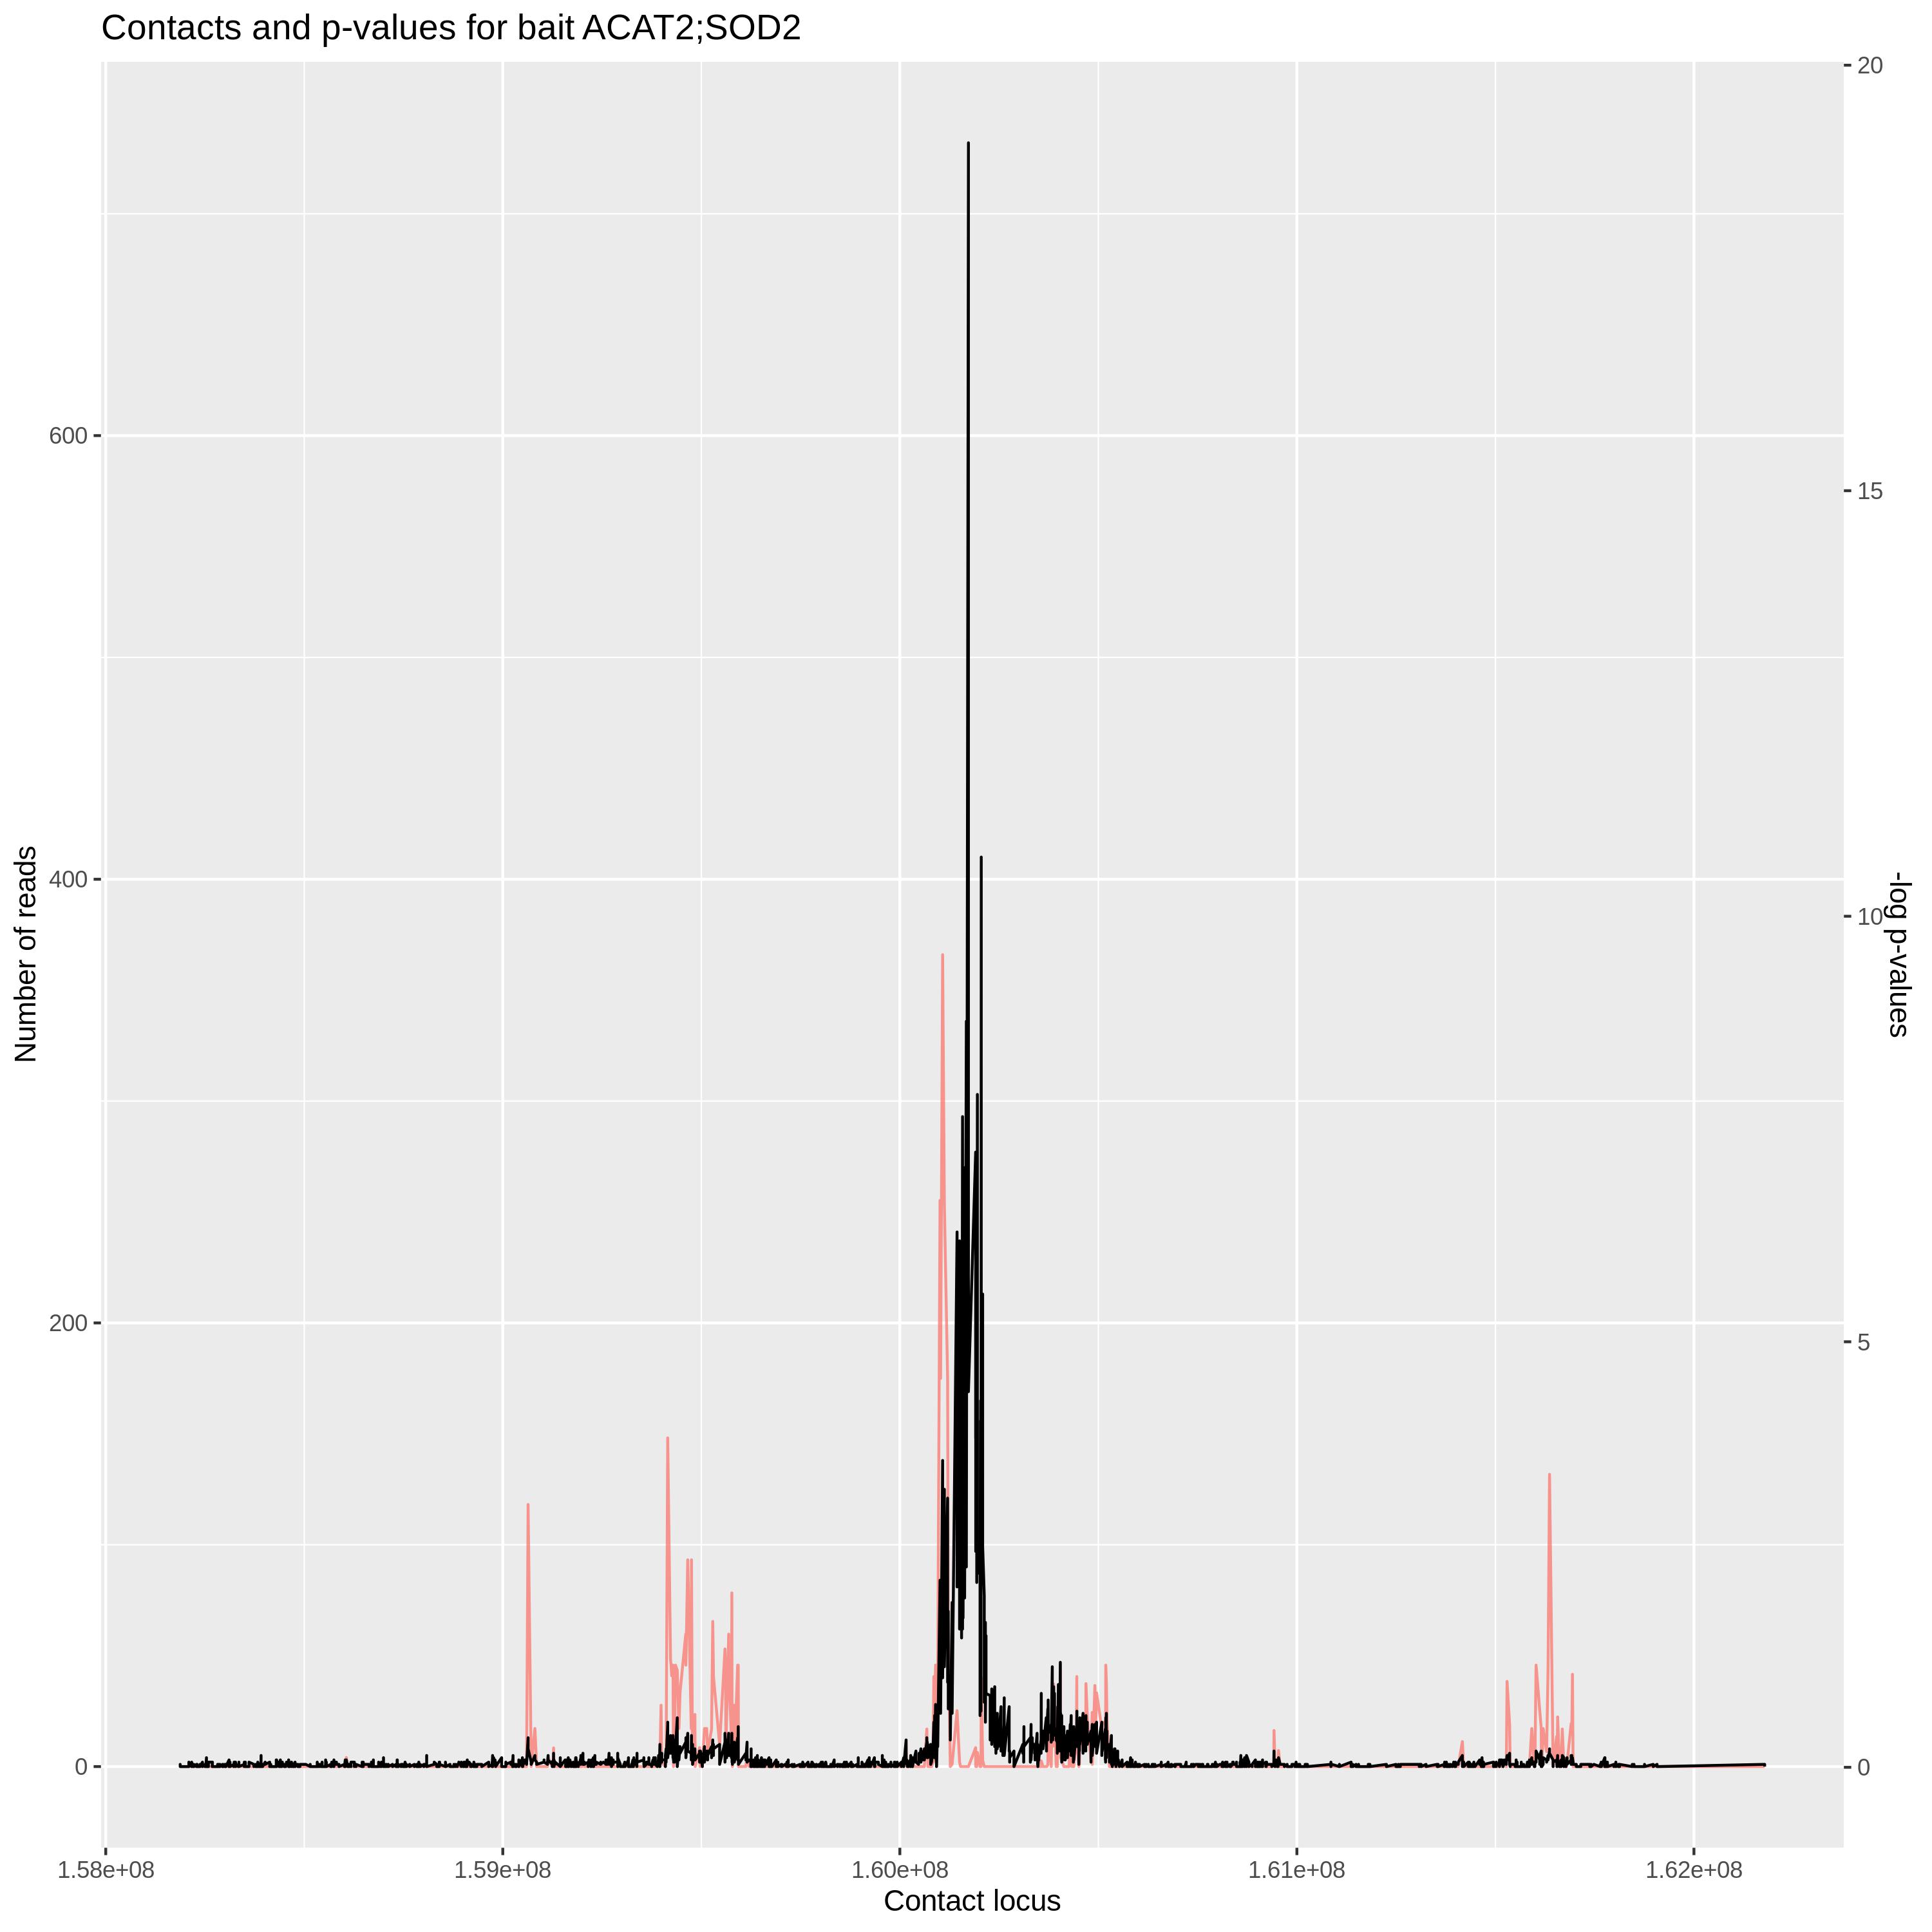 Contacts and p-values for bait ACAT2;SOD2
Number of reads
600
400
200
0
20
15
10
5
0
-log p-values
1.58e+08
1.59e+08
1.60e+08
1.61e+08
1.62e+08
Contact locus